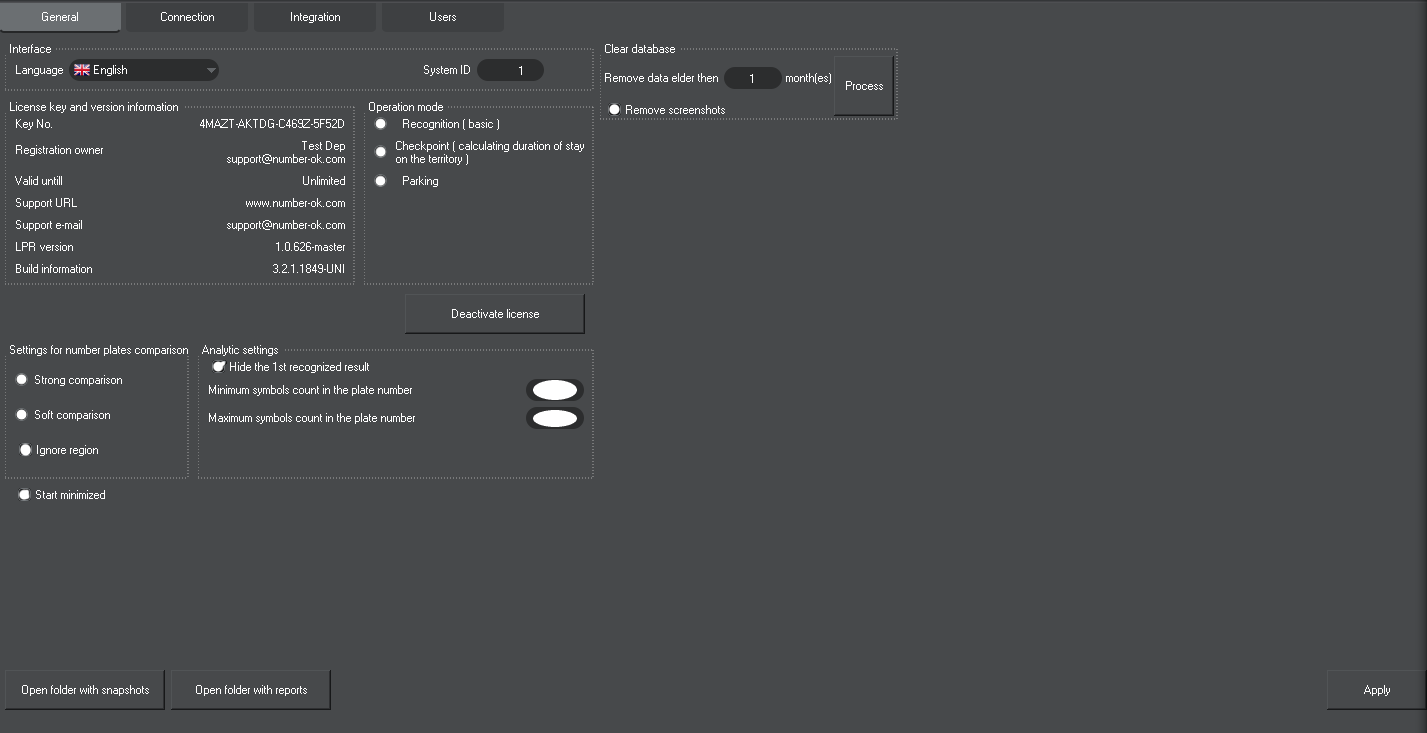 General
Connection
Integration
Users
Interface
Language
English
System ID
1
Clear database
Remove data elder then
1
month(es)
Process
Remove screenshots
License key and version information
Key No.
4MAZT-AKTDG-C469Z-5F52D
Registration owner
Test Dep
support@number-ok.com
Valid untill
Unlimited
Support URL
www.number-ok.com
Support e-mail
support@number-ok.com
LPR version
1.0.626-master
Build information
3.2.1.1849-UNI
Operation mode
Recognition ( basic )
Checkpoint ( calculating duration of stay
on the territory )
Parking
Deactivate license
Settings for number plates comparison
Strong comparison
Soft comparison
Ignore region
Analytic settings
Hide the 1st recognized result
Minimum symbols count in the plate number
Maximum symbols count in the plate number
Start minimized
Open folder with snapshots
Open folder with reports
Apply